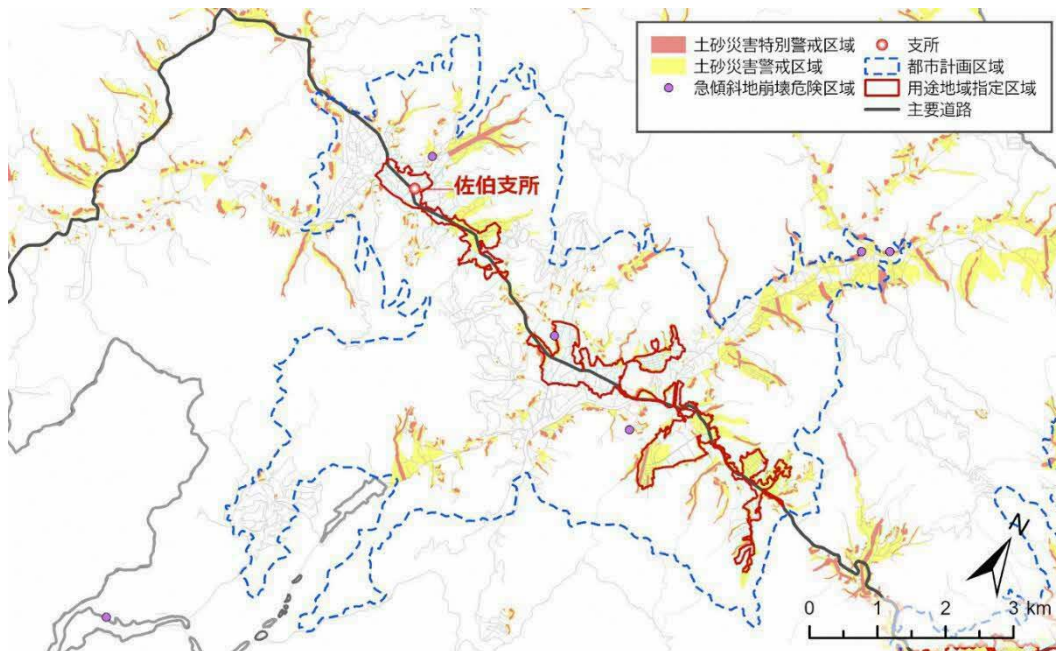 土砂災害特別警戒区域
土砂災害警戒区域
急傾斜地崩壊危険区域
支所
都市計画区域
用途地域指定区域
主要道路
佐伯支所
N
0 1 2 3 km